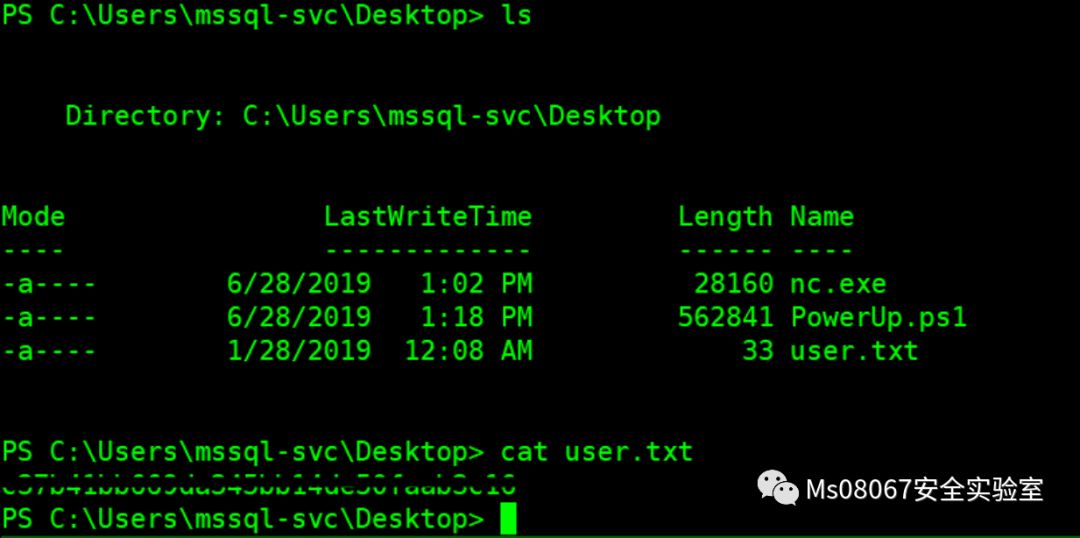 PS C:\Users\mssql-svc\Desktop> ls
Directory: C:\Users\mssql-svc\Desktop
Mode LastWriteTime Length Name
---- ------------- ------ ----
-a---- 6/28/2019 1:02 PM 28160 nc.exe
-a---- 6/28/2019 1:18 PM 562841 PowerUp.ps1
-a---- 1/28/2019 12:08 AM 33 user.txt
PS C:\Users\mssql-svc\Desktop> cat user.txt
Ms08067安全实验室
PS C:\Users\mssql-svc\Desktop>